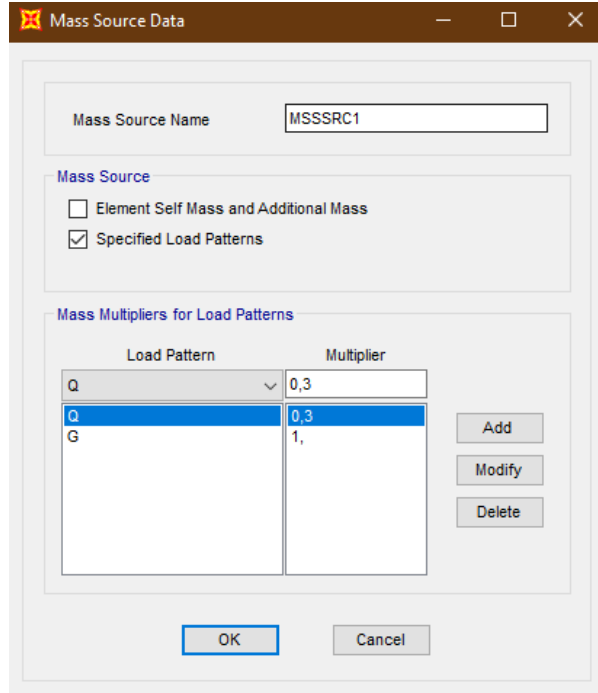 Mass Source Data
Mass Source Name MSSSRC1
Mass Source
Element Self Mass and Additional Mass
Specified Load Patterns
Mass Multipliers for Load Patterns
Load Pattern Multiplier
Q 0,3
Q 0,3
G 1,
Add
Modify
Delete
OK Cancel